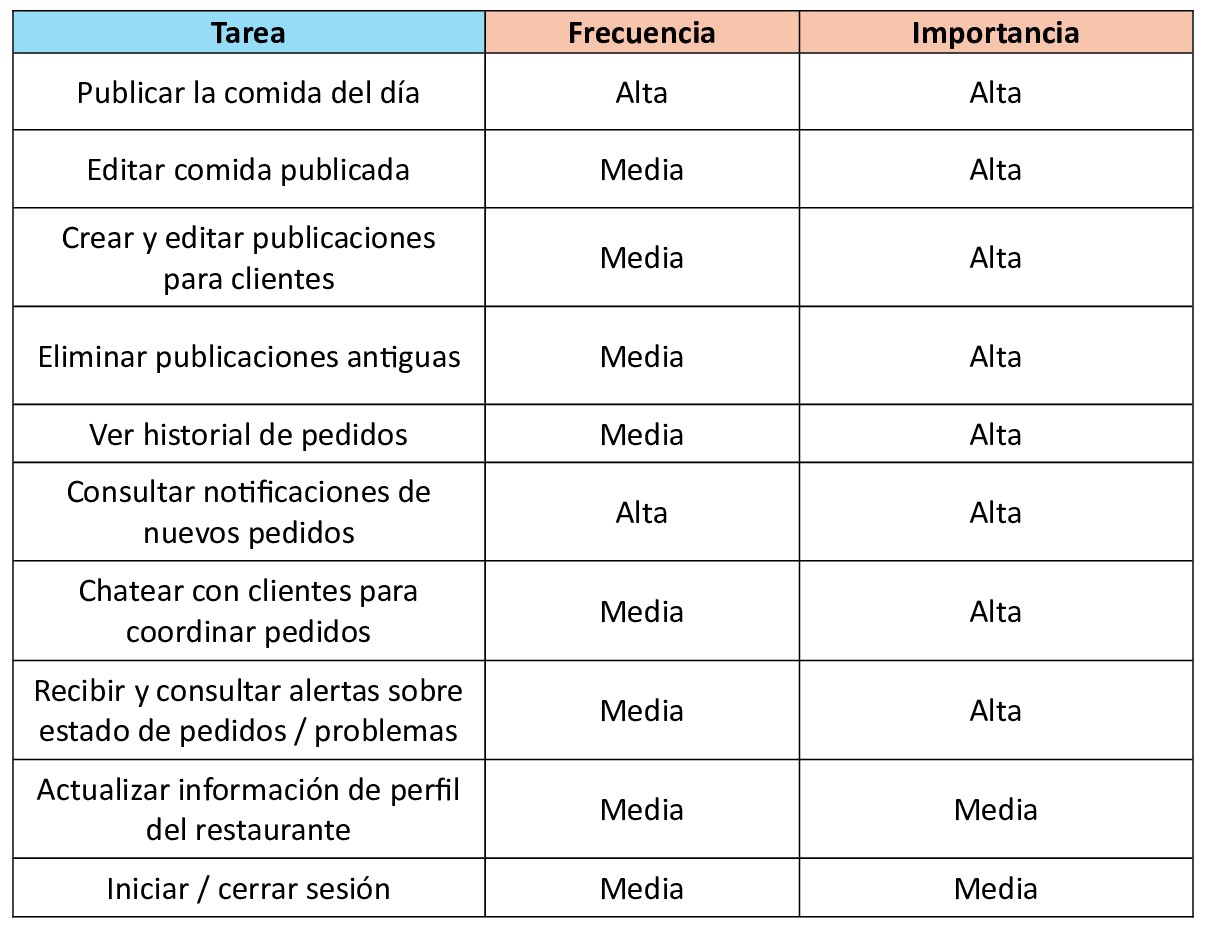 Tarea Frecuencia Importancia
Publicar la comida del día Alta Alta
Editar comida publicada Media Alta
Crear y editar publicaciones
para clientes Media Alta
Eliminar publicaciones antiguas Media Alta
Ver historial de pedidos Media Alta
Consultar notificaciones de
nuevos pedidos Alta Alta
Chatear con clientes para
coordinar pedidos Media Alta
Recibir y consultar alertas sobre
estado de pedidos / problemas Media Alta
Actualizar información de perfil
del restaurante Media Media
Iniciar / cerrar sesión Media Media